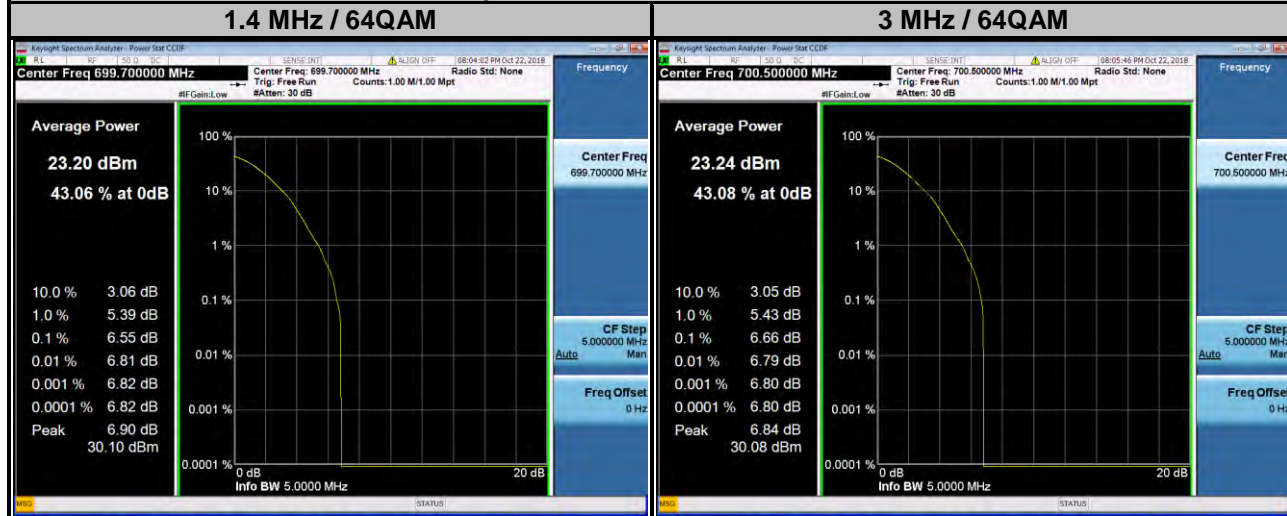 1.4 MHz / 64QAM
Keysight Spectrum Analyzer - Power Stat CCDF
RL RF 50 Ω DC SENSE:INT ALIGN OFF 08:04:02 PM Oct 22, 2018
Center Freq 699.700000 MHz
Center Freq: 699.700000 MHz Radio Std: None
Trig: Free Run Counts:1.00 M/1.00 Mpt
#IFGain:Low #Atten: 30 dB
Frequency
Average Power
23.20 dBm
43.06 % at 0dB
10.0 % 3.06 dB
1.0 % 5.39 dB
0.1 % 6.55 dB
0.01 % 6.81 dB
0.001 % 6.82 dB
0.0001 % 6.82 dB
Peak 6.90 dB
30.10 dBm
100 %
10 %
1 %
0.1 %
0.01 %
0.001 %
0.0001 %
0 dB 20 dB
Info BW 5.0000 MHz
Center Freq
699.700000 MHz
CF Step
5.000000 MHz
Auto Man
Freq Offset
0 Hz
MSG STATUS
3 MHz / 64QAM
Keysight Spectrum Analyzer - Power Stat CCDF
RL RF 50 Ω DC SENSE:INT ALIGN OFF 08:05:46 PM Oct 22, 2018
Center Freq 700.500000 MHz
Center Freq: 700.500000 MHz Radio Std: None
Trig: Free Run Counts:1.00 M/1.00 Mpt
#IFGain:Low #Atten: 30 dB
Frequency
Average Power
23.24 dBm
43.08 % at 0dB
10.0 % 3.05 dB
1.0 % 5.43 dB
0.1 % 6.66 dB
0.01 % 6.79 dB
0.001 % 6.80 dB
0.0001 % 6.80 dB
Peak 6.84 dB
30.08 dBm
100 %
10 %
1 %
0.1 %
0.01 %
0.001 %
0.0001 %
0 dB 20 dB
Info BW 5.0000 MHz
Center Freq
700.500000 MHz
CF Step
5.000000 MHz
Auto Man
Freq Offset
0 Hz
MSG STATUS